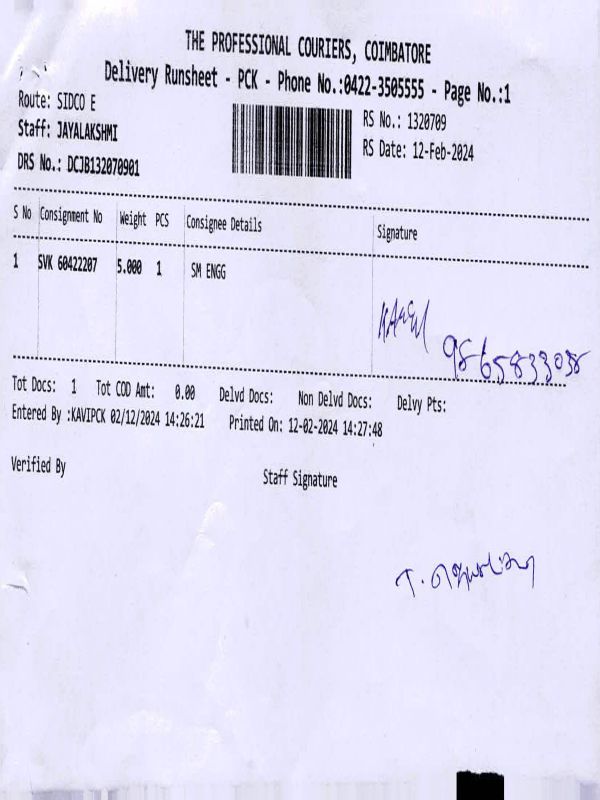 THE PROFESSIONAL COURIERS, COIMBATORE
Delivery Runsheet - PCK - Phone No.:0422-3505555 - Page No.:1
Route: SIDCO E
RS No.: 1320709
Staff: JAYALAKSHMI
RS Date: 12-Feb-2024
DRS No.: DCJB132070901
S No Consignment No Weight PCS Consignee Details Signature
1 SVK 60422207 5.000 1 SM ENGG
9865833038
Tot Docs: 1 Tot COD Amt: 0.00 Delvd Docs: Non Delvd Docs: Delvy Pts:
Entered By :KAVIPCK 02/12/2024 14:26:21 Printed On: 12-02-2024 14:27:48
Verified By Staff Signature